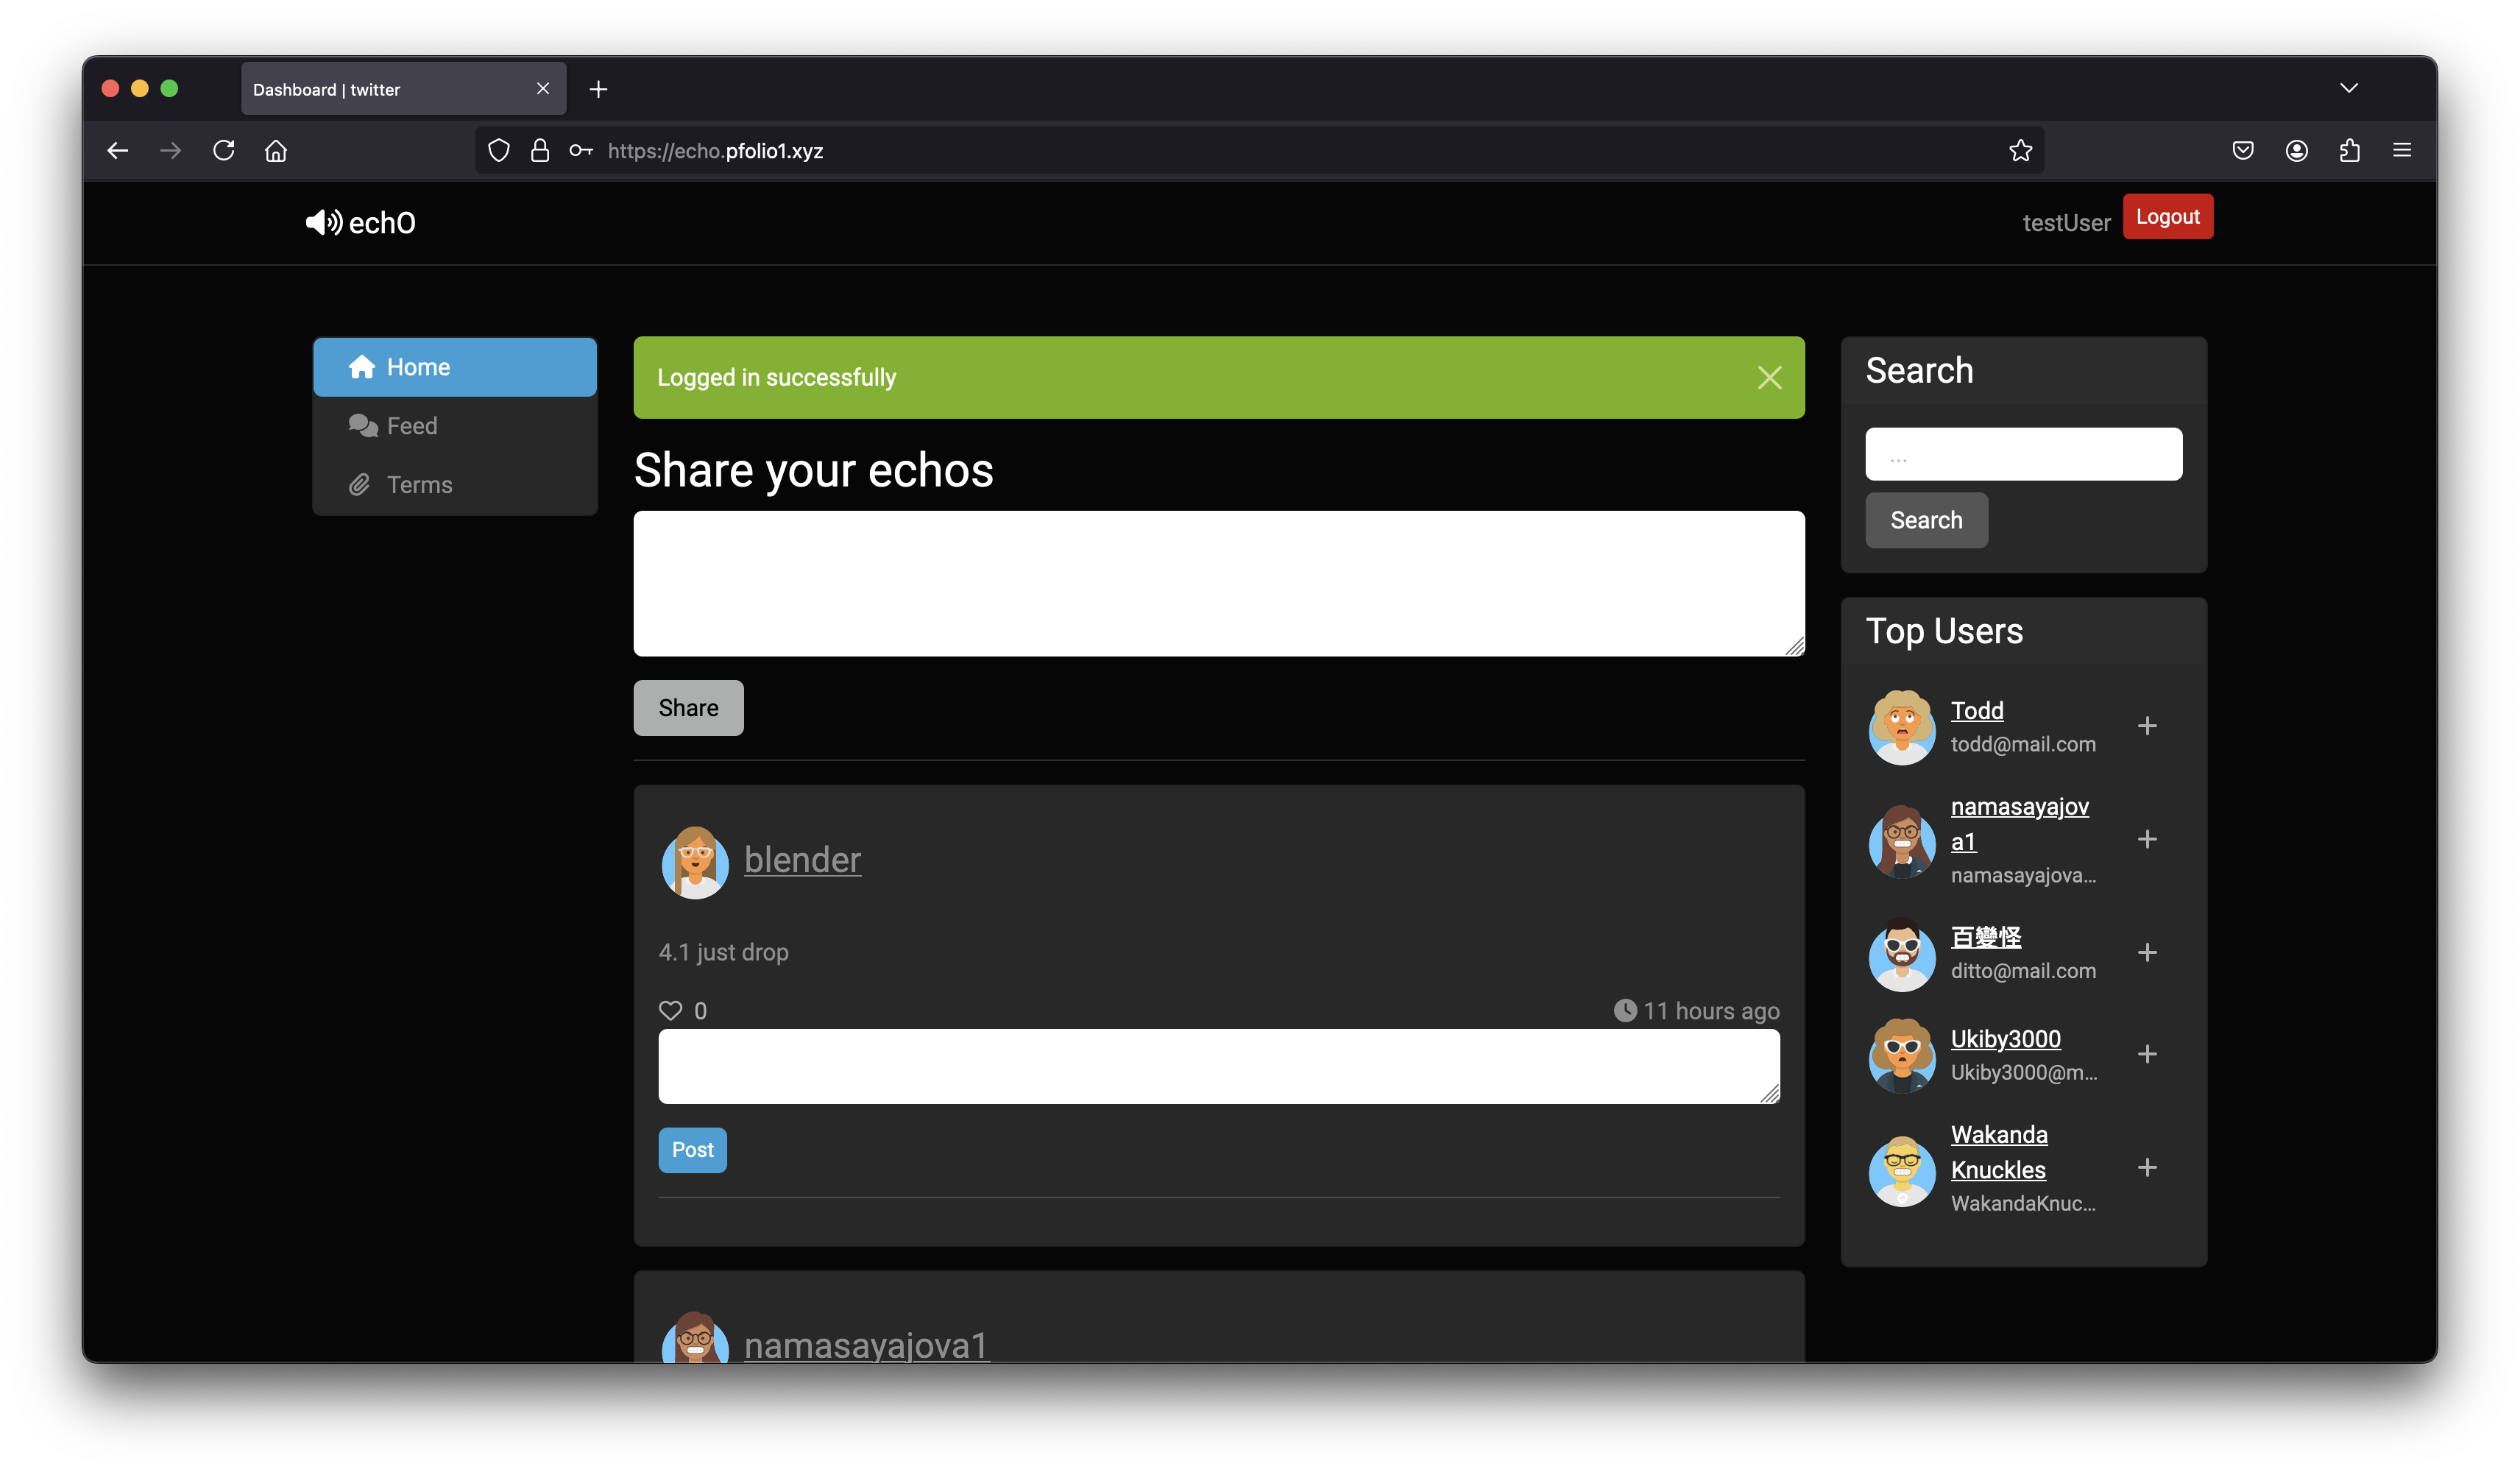 Dashboard | twitter
https://echo.pfolio1.xyz
echO
testUser
Logout
Home
Feed
Terms
Logged in successfully
Share your echos
Share
blender
4.1 just drop
0
11 hours ago
Post
namasayajova1
Search
...
Search
Top Users
Todd
todd@mail.com
namasayajov
a1
namasayajova...
百變怪
ditto@mail.com
Ukiby3000
Ukiby3000@m...
Wakanda
Knuckles
WakandaKnuc...